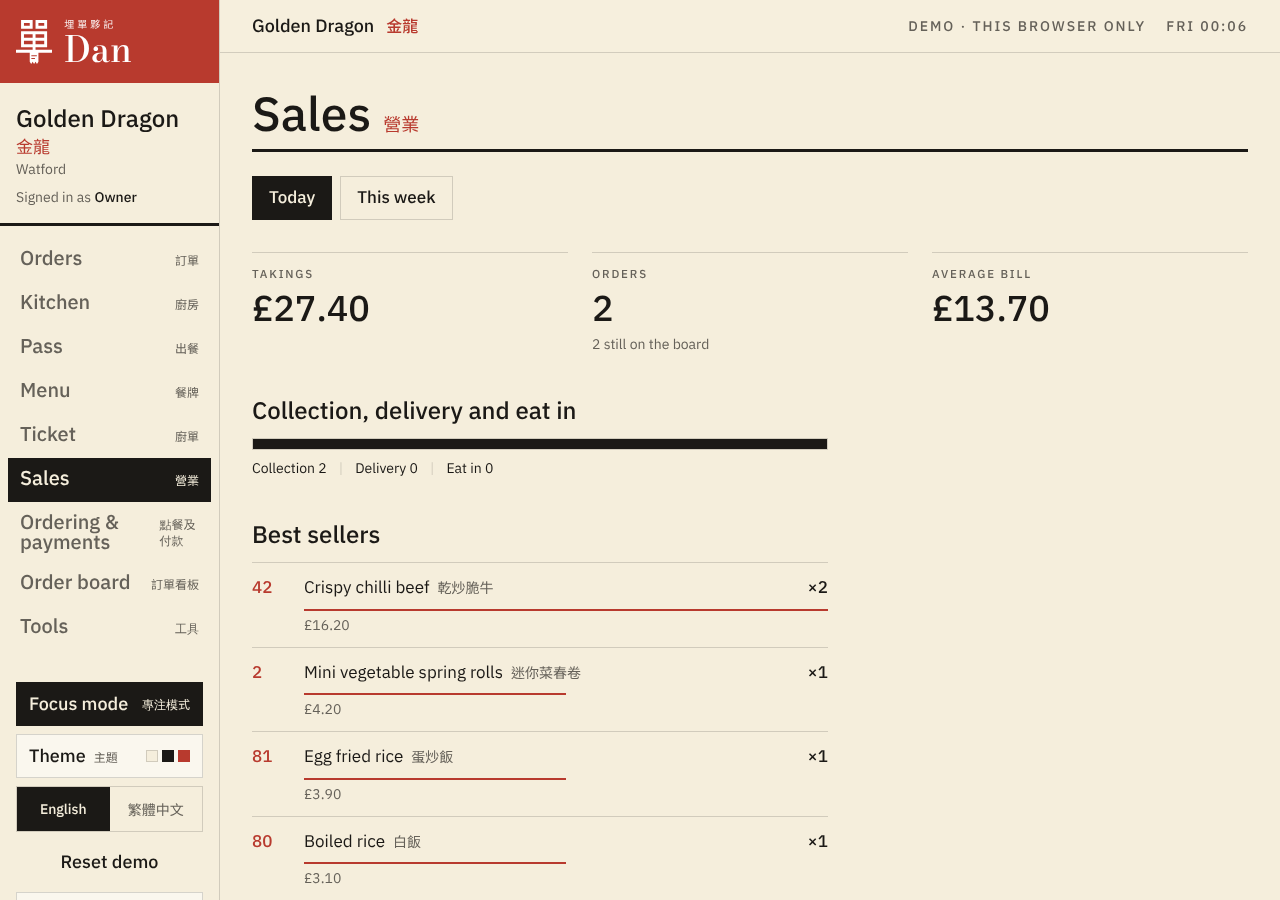 單 埋單夥記
Dan
Golden Dragon
金龍
Watford
Signed in as Owner
Orders 訂單
Kitchen 廚房
Pass 出餐
Menu 餐牌
Ticket 廚單
Sales 營業
Ordering & payments 點餐及付款
Order board 訂單看板
Tools 工具
Focus mode 專注模式
Theme 主題
English 繁體中文
Reset demo
Golden Dragon 金龍
DEMO · THIS BROWSER ONLY FRI 00:06
Sales 營業
Today This week
TAKINGS
£27.40
ORDERS
2
2 still on the board
AVERAGE BILL
£13.70
Collection, delivery and eat in
Collection 2 | Delivery 0 | Eat in 0
Best sellers
42 Crispy chilli beef 乾炒脆牛 ×2
£16.20
2 Mini vegetable spring rolls 迷你菜春卷 ×1
£4.20
81 Egg fried rice 蛋炒飯 ×1
£3.90
80 Boiled rice 白飯 ×1
£3.10